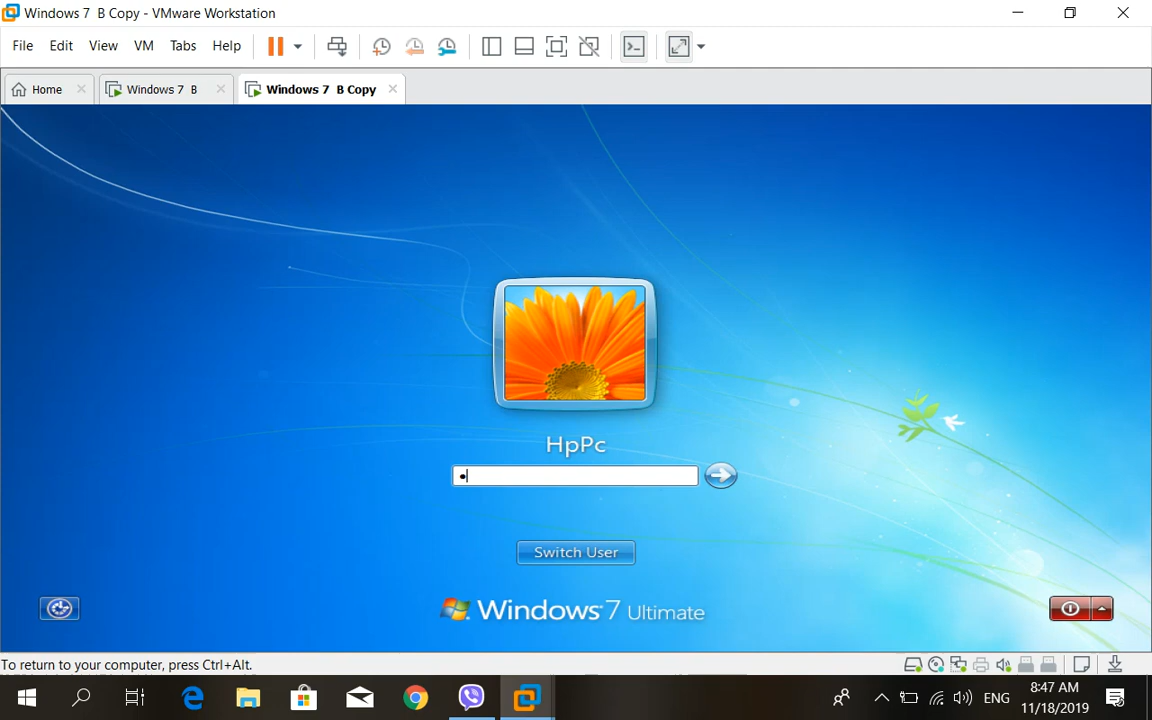 Windows 7 B Copy - VMware Workstation
File Edit View VM Tabs Help
Home Windows 7 B Windows 7 B Copy
HpPc
Switch User
Windows 7 Ultimate
To return to your computer, press Ctrl+Alt.
ENG
8:47 AM
11/18/2019